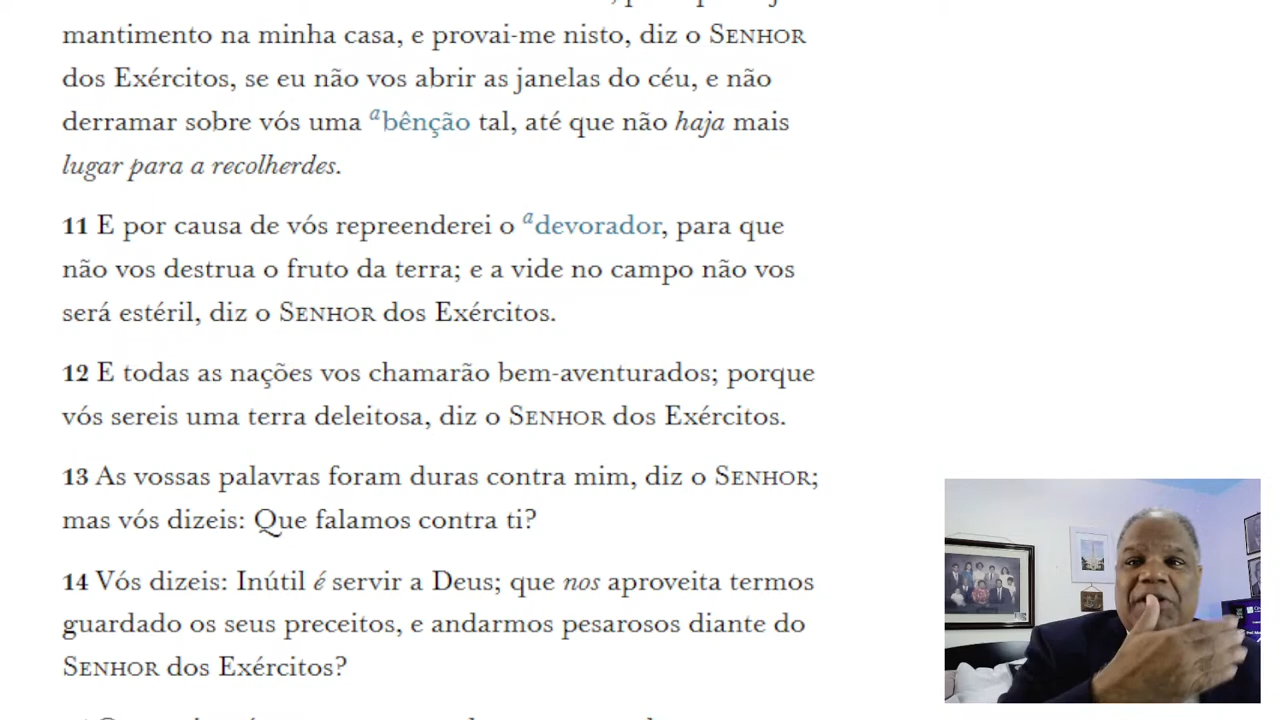 mantimento na minha casa, e provai-me nisto, diz o SENHOR
dos Exércitos, se eu não vos abrir as janelas do céu, e não
derramar sobre vós uma ᵃbênção tal, até que não haja mais
lugar para a recolherdes.
11 E por causa de vós repreenderei o ᵃdevorador, para que
não vos destrua o fruto da terra; e a vide no campo não vos
será estéril, diz o SENHOR dos Exércitos.
12 E todas as nações vos chamarão bem-aventurados; porque
vós sereis uma terra deleitosa, diz o SENHOR dos Exércitos.
13 As vossas palavras foram duras contra mim, diz o SENHOR;
mas vós dizeis: Que falamos contra ti?
14 Vós dizeis: Inútil é servir a Deus; que nos aproveita termos
guardado os seus preceitos, e andarmos pesarosos diante do
SENHOR dos Exércitos?